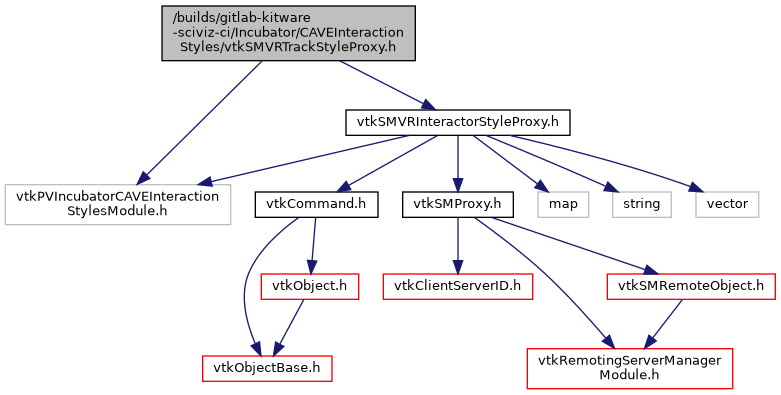 /builds/gitlab-kitware
-sciviz-ci/Incubator/CAVEInteraction
Styles/vtkSMVRTrackStyleProxy.h
vtkSMVRInteractorStyleProxy.h
vtkPVIncubatorCAVEInteraction
StylesModule.h
vtkCommand.h
vtkSMProxy.h
map
string
vector
vtkObject.h
vtkClientServerID.h
vtkSMRemoteObject.h
vtkObjectBase.h
vtkRemotingServerManager
Module.h